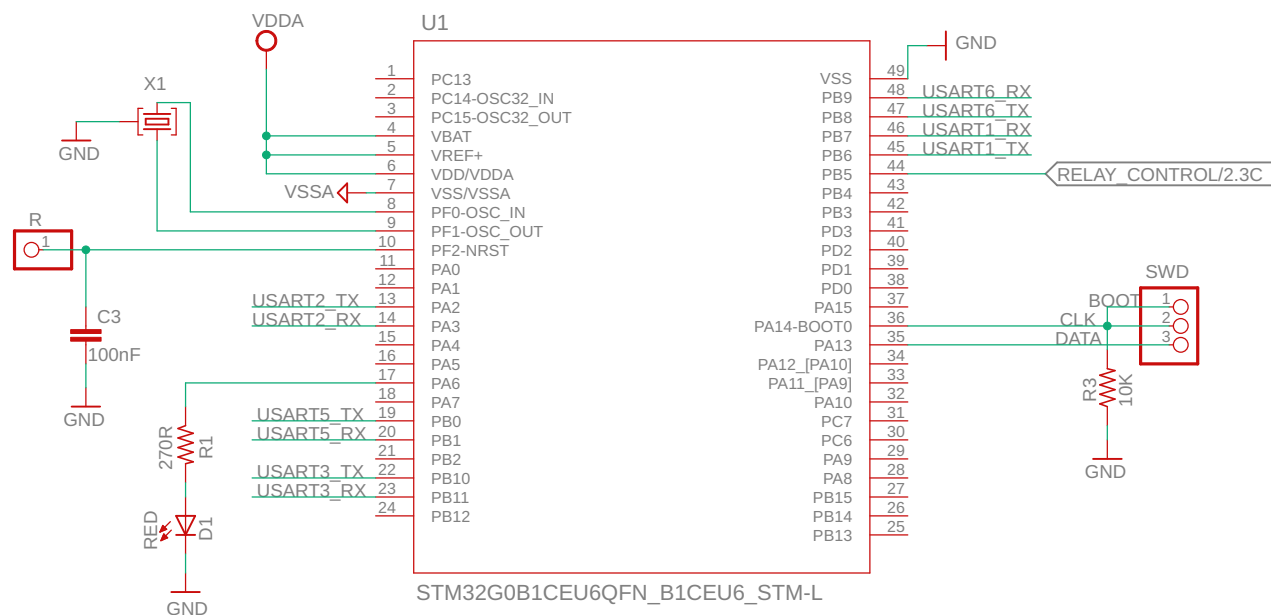 VDDA
U1
X1
GND
VSSA
R
1
C3
100nF
GND
USART2_TX
USART2_RX
USART5_TX
USART5_RX
USART3_TX
USART3_RX
270R
R1
RED
D1
GND
1 PC13
2 PC14-OSC32_IN
3 PC15-OSC32_OUT
4 VBAT
5 VREF+
6 VDD/VDDA
7 VSS/VSSA
8 PF0-OSC_IN
9 PF1-OSC_OUT
10 PF2-NRST
11 PA0
12 PA1
13 PA2
14 PA3
15 PA4
16 PA5
17 PA6
18 PA7
19 PB0
20 PB1
21 PB2
22 PB10
23 PB11
24 PB12
VSS 49
PB9 48
PB8 47
PB7 46
PB6 45
PB5 44
PB4 43
PB3 42
PD3 41
PD2 40
PD1 39
PD0 38
PA15 37
PA14-BOOT0 36
PA13 35
PA12_[PA10] 34
PA11_[PA9] 33
PA10 32
PC7 31
PC6 30
PA9 29
PA8 28
PB15 27
PB14 26
PB13 25
GND
USART6_RX
USART6_TX
USART1_RX
USART1_TX
RELAY_CONTROL/2.3C
SWD
BOOT 1
CLK 2
DATA 3
R3
10K
GND
STM32G0B1CEU6QFN_B1CEU6_STM-L